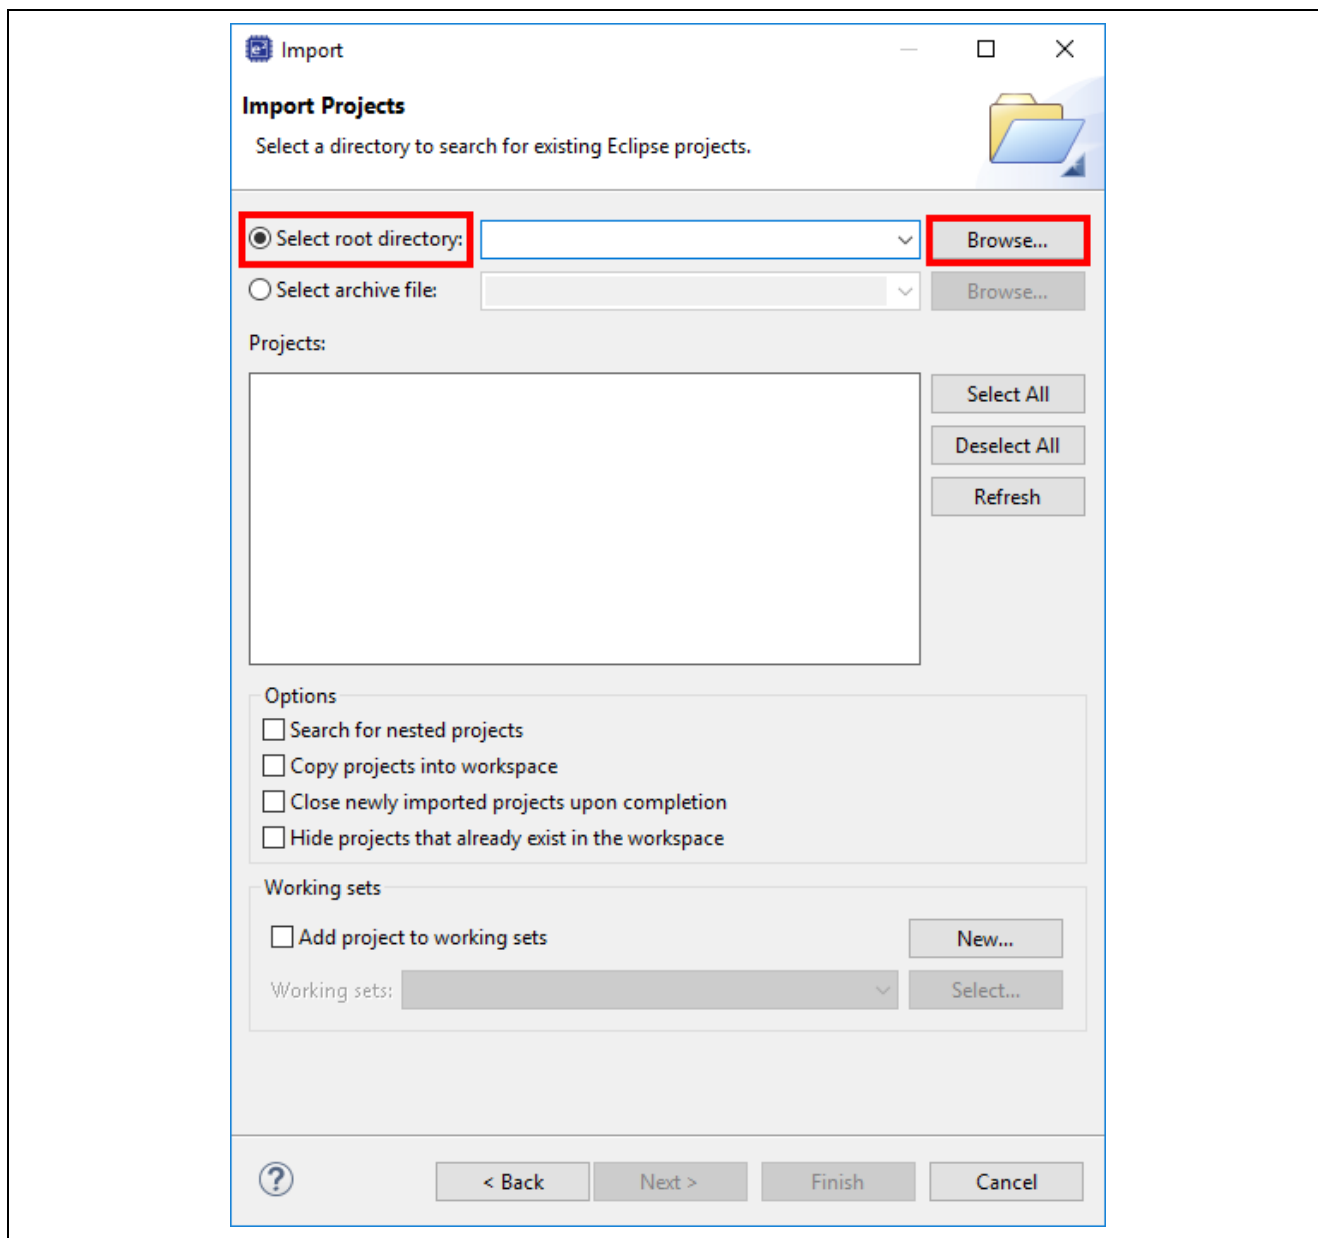 Import
Import Projects
Select a directory to search for existing Eclipse projects.
Select root directory: Browse...
Select archive file: Browse...
Projects:
Select All
Deselect All
Refresh
Options
Search for nested projects
Copy projects into workspace
Close newly imported projects upon completion
Hide projects that already exist in the workspace
Working sets
Add project to working sets New...
Working sets: Select...
? < Back Next > Finish Cancel